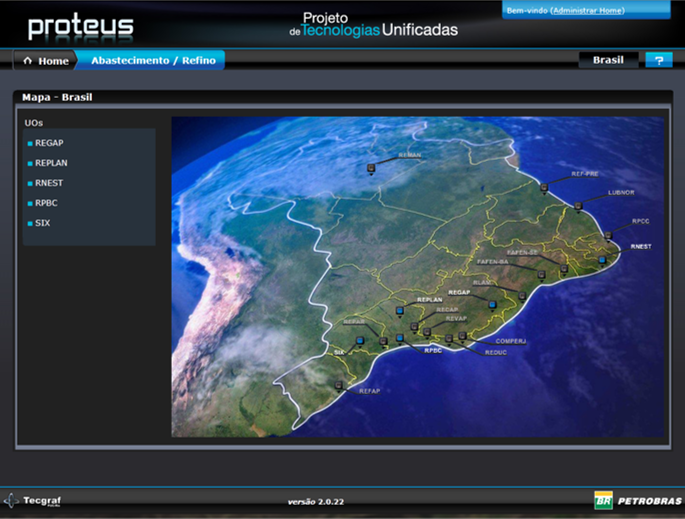 Bem-vindo (Administrar Home)
proteus
Projeto
de Tecnologias Unificadas
Home
Abastecimento / Refino
Brasil
?
Mapa - Brasil
UOs
REGAP
REPLAN
RNEST
RPBC
SIX
REMAN
REF-PRE
LUBNOR
RPCC
RNEST
FAFEN-SE
FAFEN-BA
RLAM
REGAP
REPLAN
RECAP
REVAP
REPAR
COMPERJ
SIX
RPBC
REDUC
REFAP
Tecgraf
versão 2.0.22
BR PETROBRAS